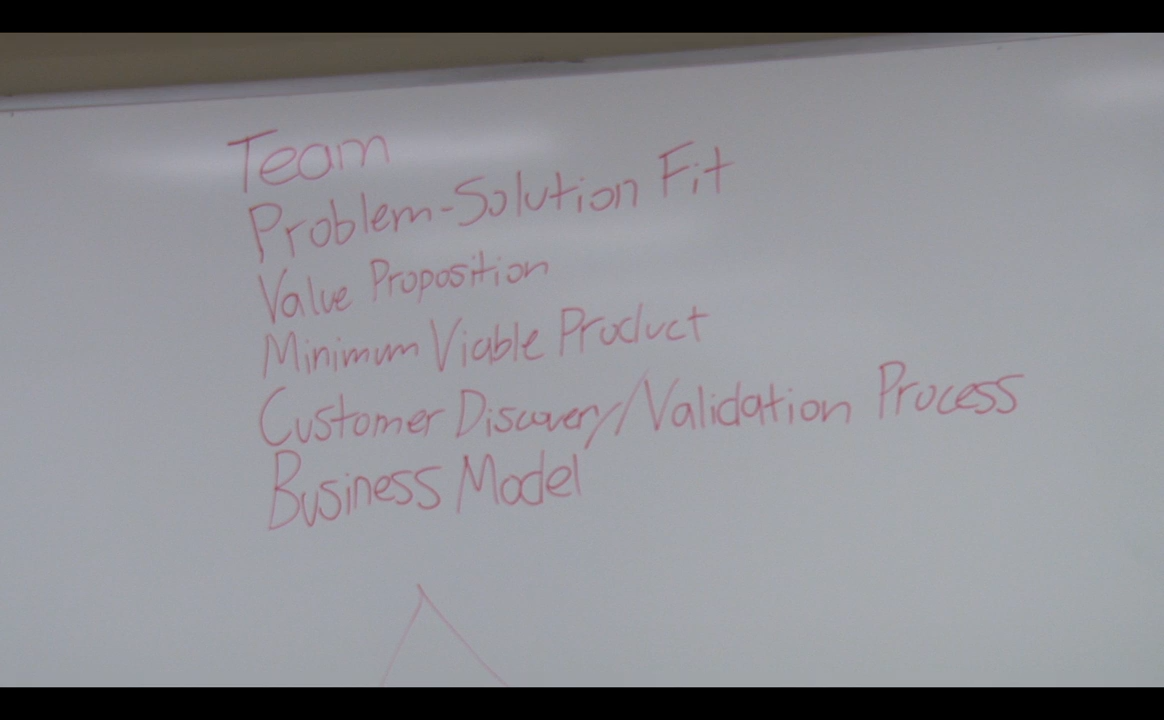 Team
Problem-Solution Fit
Value Proposition
Minimum Viable Product
Customer Discovery/Validation Process
Business Model